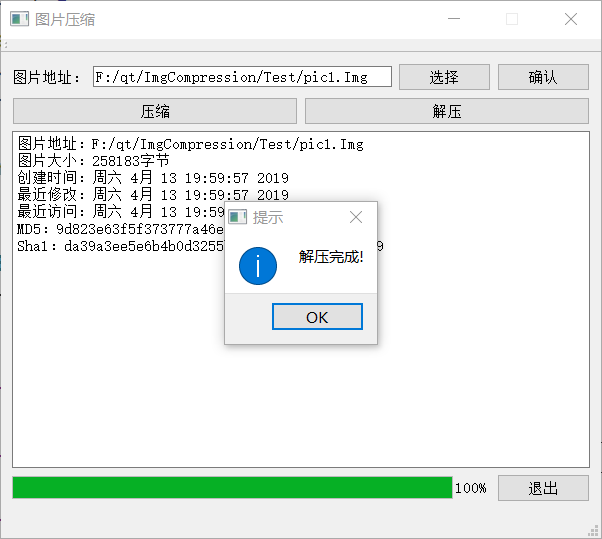 图片压缩
图片地址： F:/qt/ImgCompression/Test/pic1.Img 选择 确认
压缩 解压
图片地址：F:/qt/ImgCompression/Test/pic1.Img
图片大小：258183字节
创建时间：周六 4月 13 19:59:57 2019
最近修改：周六 4月 13 19:59:57 2019
最近访问：周六 4月 13 19:59:57
MD5：9d823e63f5f373777a46e
Sha1：da39a3ee5e6b4b0d3255 9
提示
解压完成!
OK
100% 退出